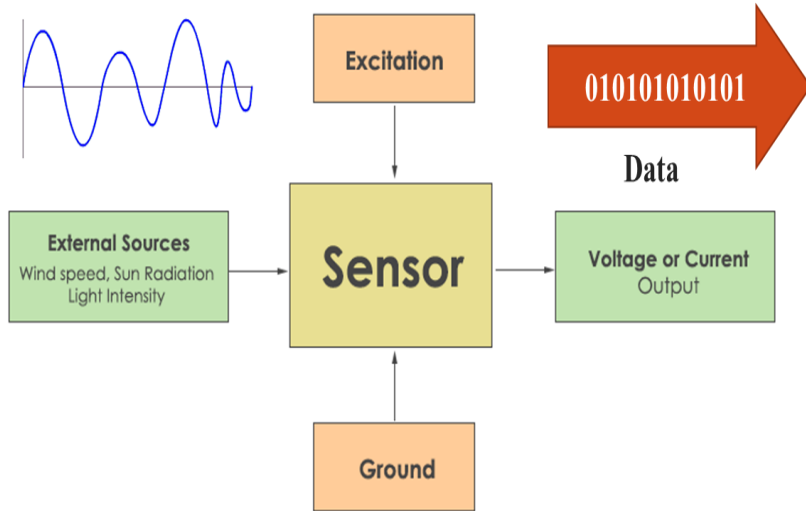 Excitation
010101010101
Data
External Sources
Wind speed, Sun Radiation
Light Intensity
Sensor
Voltage or Current
Output
Ground